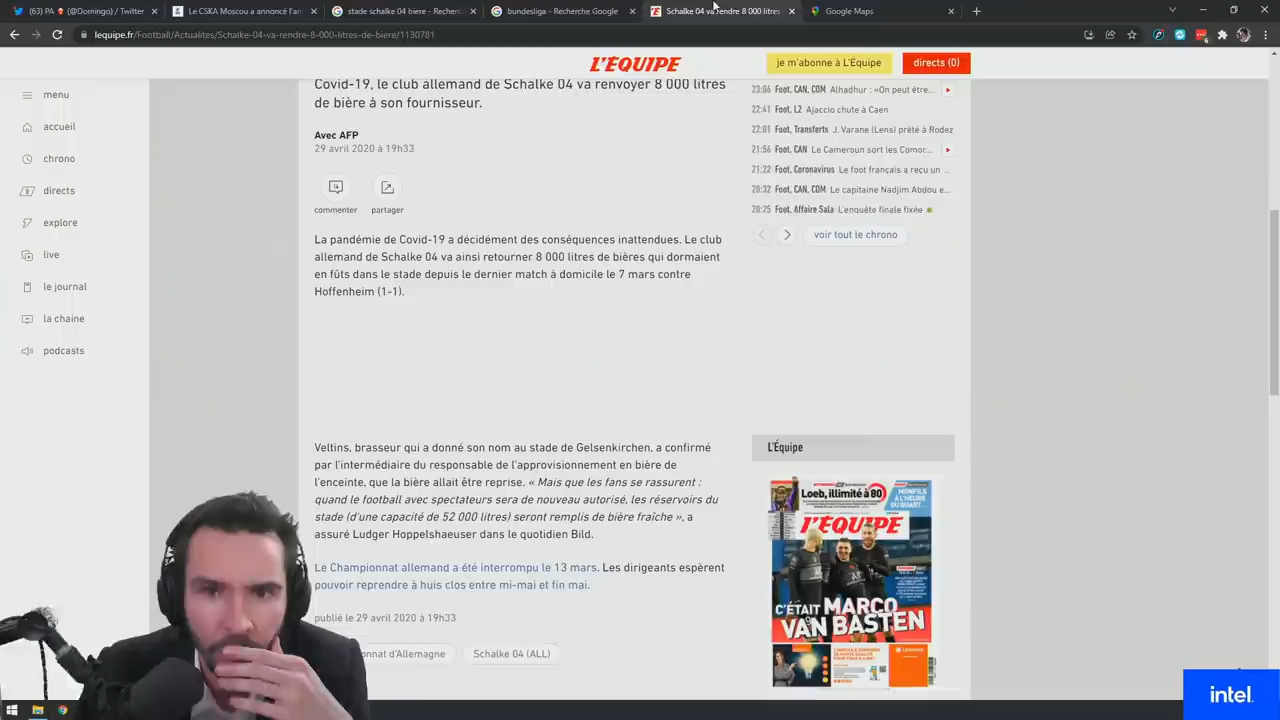 (32) PA (@Domingo) / Twitter
Le CSKA Moscou a annoncé l'arr
stade schalke 04 biere - Recherc
bundesliga - Recherche Google
Schalke 04 va rendre 8 000 litres
Google Maps
lequipe.fr/Football/Actualites/Schalke-04-va-rendre-8-000-litres-de-biere/1130781
L'ÉQUIPE
je m'abonne à L'Équipe
directs (0)
menu
accueil
chrono
directs
explore
live
le journal
la chaine
podcasts
Covid-19, le club allemand de Schalke 04 va renvoyer 8 000 litres
de bière à son fournisseur.
Avec AFP
29 avril 2020 à 19h33
commenter
partager
La pandémie de Covid-19 a décidément des conséquences inattendues. Le club
allemand de Schalke 04 va ainsi retourner 8 000 litres de bières qui dormaient
en fûts dans le stade depuis le dernier match à domicile le 7 mars contre
Hoffenheim (1-1).
Veltins, brasseur qui a donné son nom au stade de Gelsenkirchen, a confirmé
par l'intermédiaire du responsable de l'approvisionnement en bière de
l'enceinte, que la bière allait être reprise. « Mais que les fans se rassurent :
quand le football avec spectateurs sera de nouveau autorisé, les réservoirs du
stade (d'une capacité de 52 000 litres) seront remplis de bière fraîche », a
assuré Ludger Hoppelshaeuser dans le quotidien Bild.
Le Championnat allemand a été interrompu le 13 mars. Les dirigeants espèrent
pouvoir reprendre à huis clos entre mi-mai et fin mai.
publié le 29 avril 2020 à 19h33
onnat d'Allemagne
Schalke 04 (ALL)
23:06 Foot, CAN, COM Alhadhur : «On peut être...
22:41 Foot, L2 Ajaccio chute à Caen
22:01 Foot, Transferts J. Varane (Lens) prêté à Rodez
21:56 Foot, CAN Le Cameroun sort les Comor...
21:22 Foot, Coronavirus Le foot français a reçu un ...
20:32 Foot, CAN, COM Le capitaine Nadjim Abdou e...
20:25 Foot, Affaire Sala L'enquête finale fixée
voir tout le chrono
L'Équipe
Loeb, illimité à 80
MONFILS
À L'HEURE
DU QUART
L'ÉQUIPE
C'ÉTAIT MARCO
VAN BASTEN
intel.